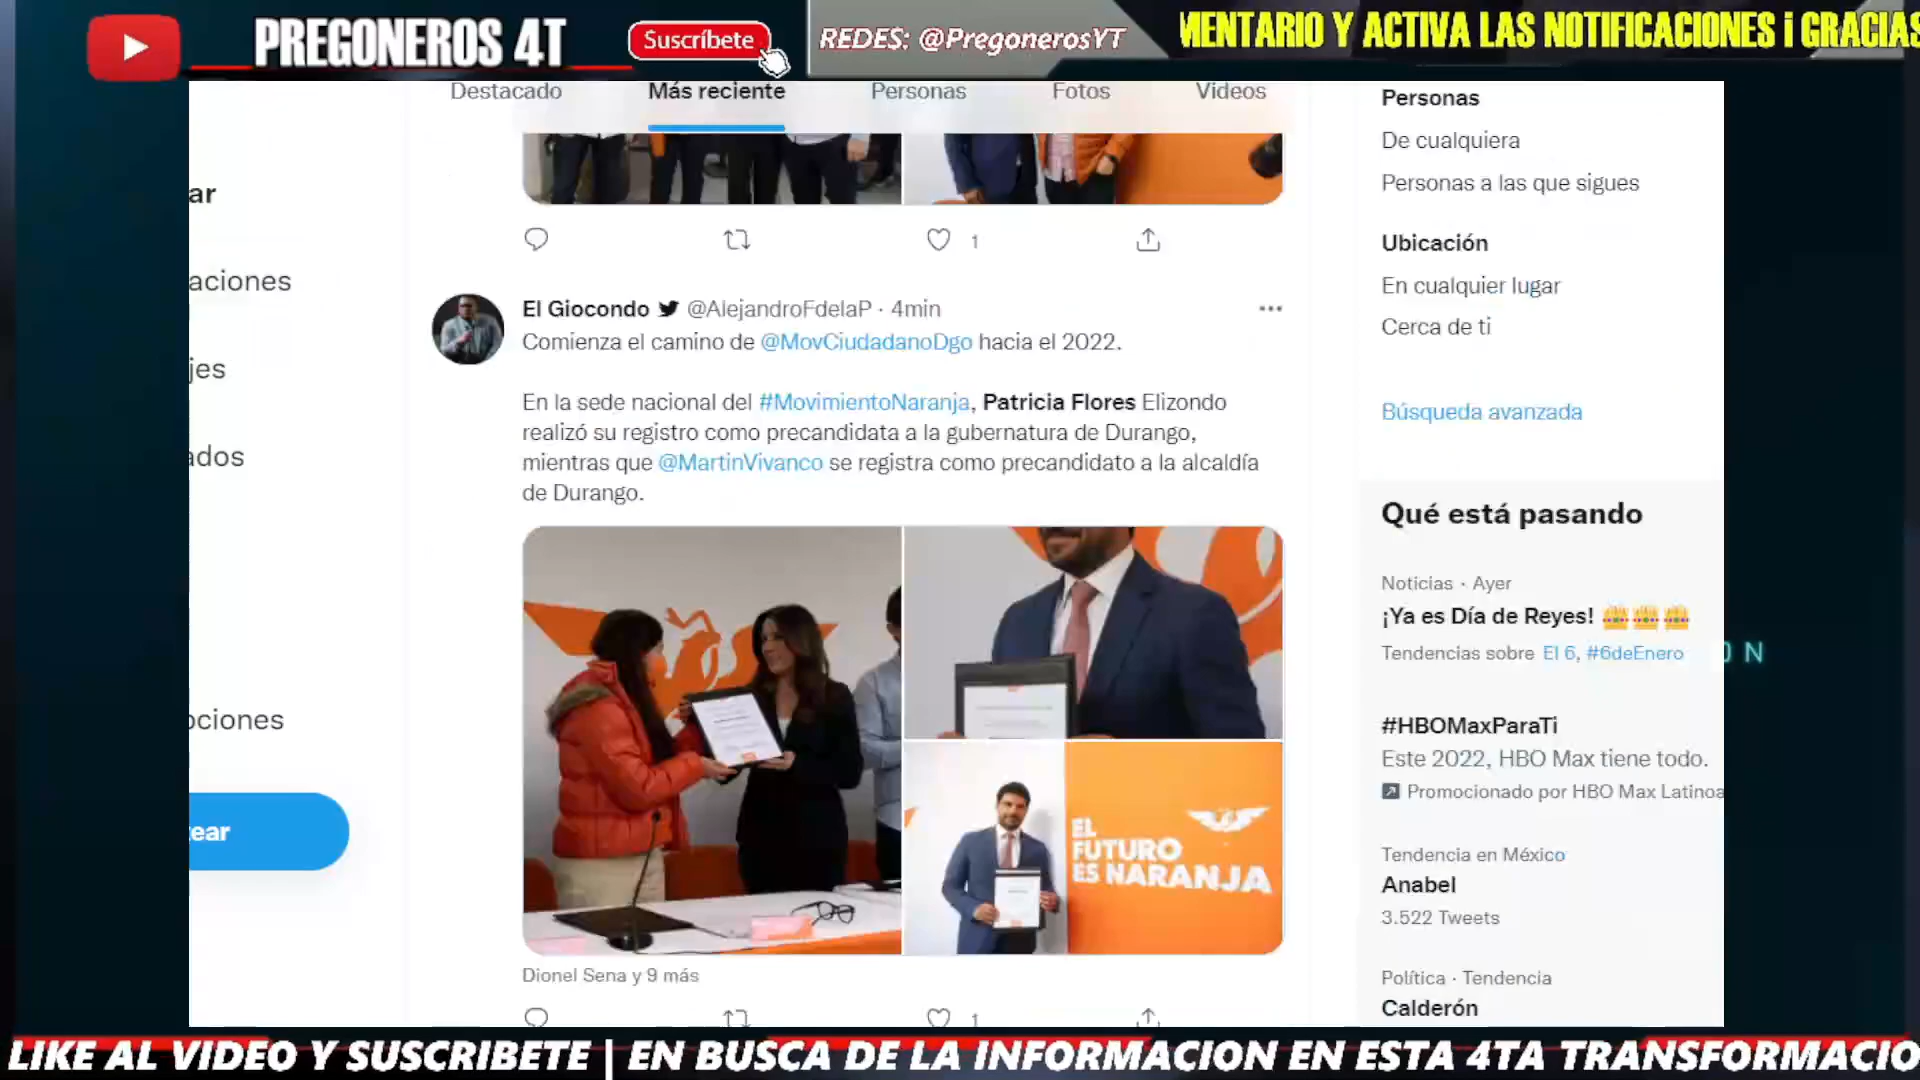 PREGONEROS 4T
Suscríbete
REDES: @PregonerosYT
MENTARIO Y ACTIVA LAS NOTIFICACIONES ¡ GRACIAS
Destacado
Más reciente
Personas
Fotos
Videos
ar
aciones
jes
ados
ociones
ear
1
El Giocondo @AlejandroFdelaP · 4min
Comienza el camino de @MovCiudadanoDgo hacia el 2022.
En la sede nacional del #MovimientoNaranja, Patricia Flores Elizondo
realizó su registro como precandidata a la gubernatura de Durango,
mientras que @MartinVivanco se registra como precandidato a la alcaldía
de Durango.
EL
FUTURO
ES NARANJA
Dionel Sena y 9 más
1
Personas
De cualquiera
Personas a las que sigues
Ubicación
En cualquier lugar
Cerca de ti
Búsqueda avanzada
Qué está pasando
Noticias · Ayer
¡Ya es Día de Reyes!
Tendencias sobre El 6, #6deEnero
#HBOMaxParaTi
Este 2022, HBO Max tiene todo.
Promocionado por HBO Max Latinoa
Tendencia en México
Anabel
3.522 Tweets
Política · Tendencia
Calderón
O N
LIKE AL VIDEO Y SUSCRIBETE | EN BUSCA DE LA INFORMACION EN ESTA 4TA TRANSFORMACIO